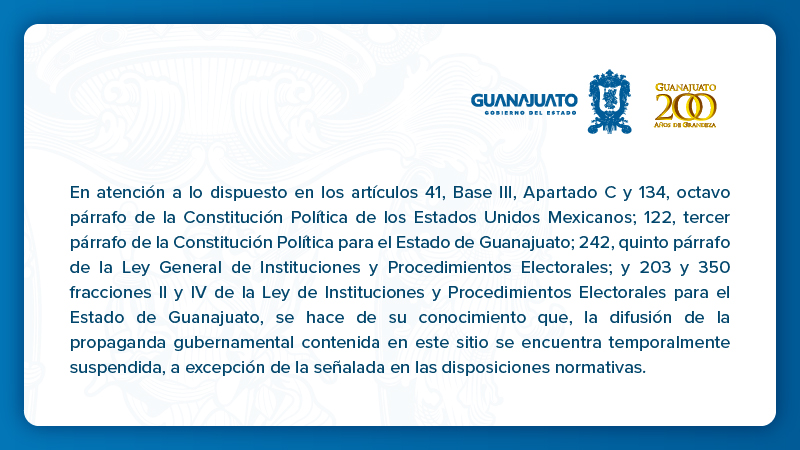 GUANAJUATO
GOBIERNO DEL ESTADO
GUANAJUATO
200
AÑOS DE GRANDEZA
En atención a lo dispuesto en los artículos 41, Base III, Apartado C y 134, octavo
párrafo de la Constitución Política de los Estados Unidos Mexicanos; 122, tercer
párrafo de la Constitución Política para el Estado de Guanajuato; 242, quinto párrafo
de la Ley General de Instituciones y Procedimientos Electorales; y 203 y 350
fracciones II y IV de la Ley de Instituciones y Procedimientos Electorales para el
Estado de Guanajuato, se hace de su conocimiento que, la difusión de la
propaganda gubernamental contenida en este sitio se encuentra temporalmente
suspendida, a excepción de la señalada en las disposiciones normativas.